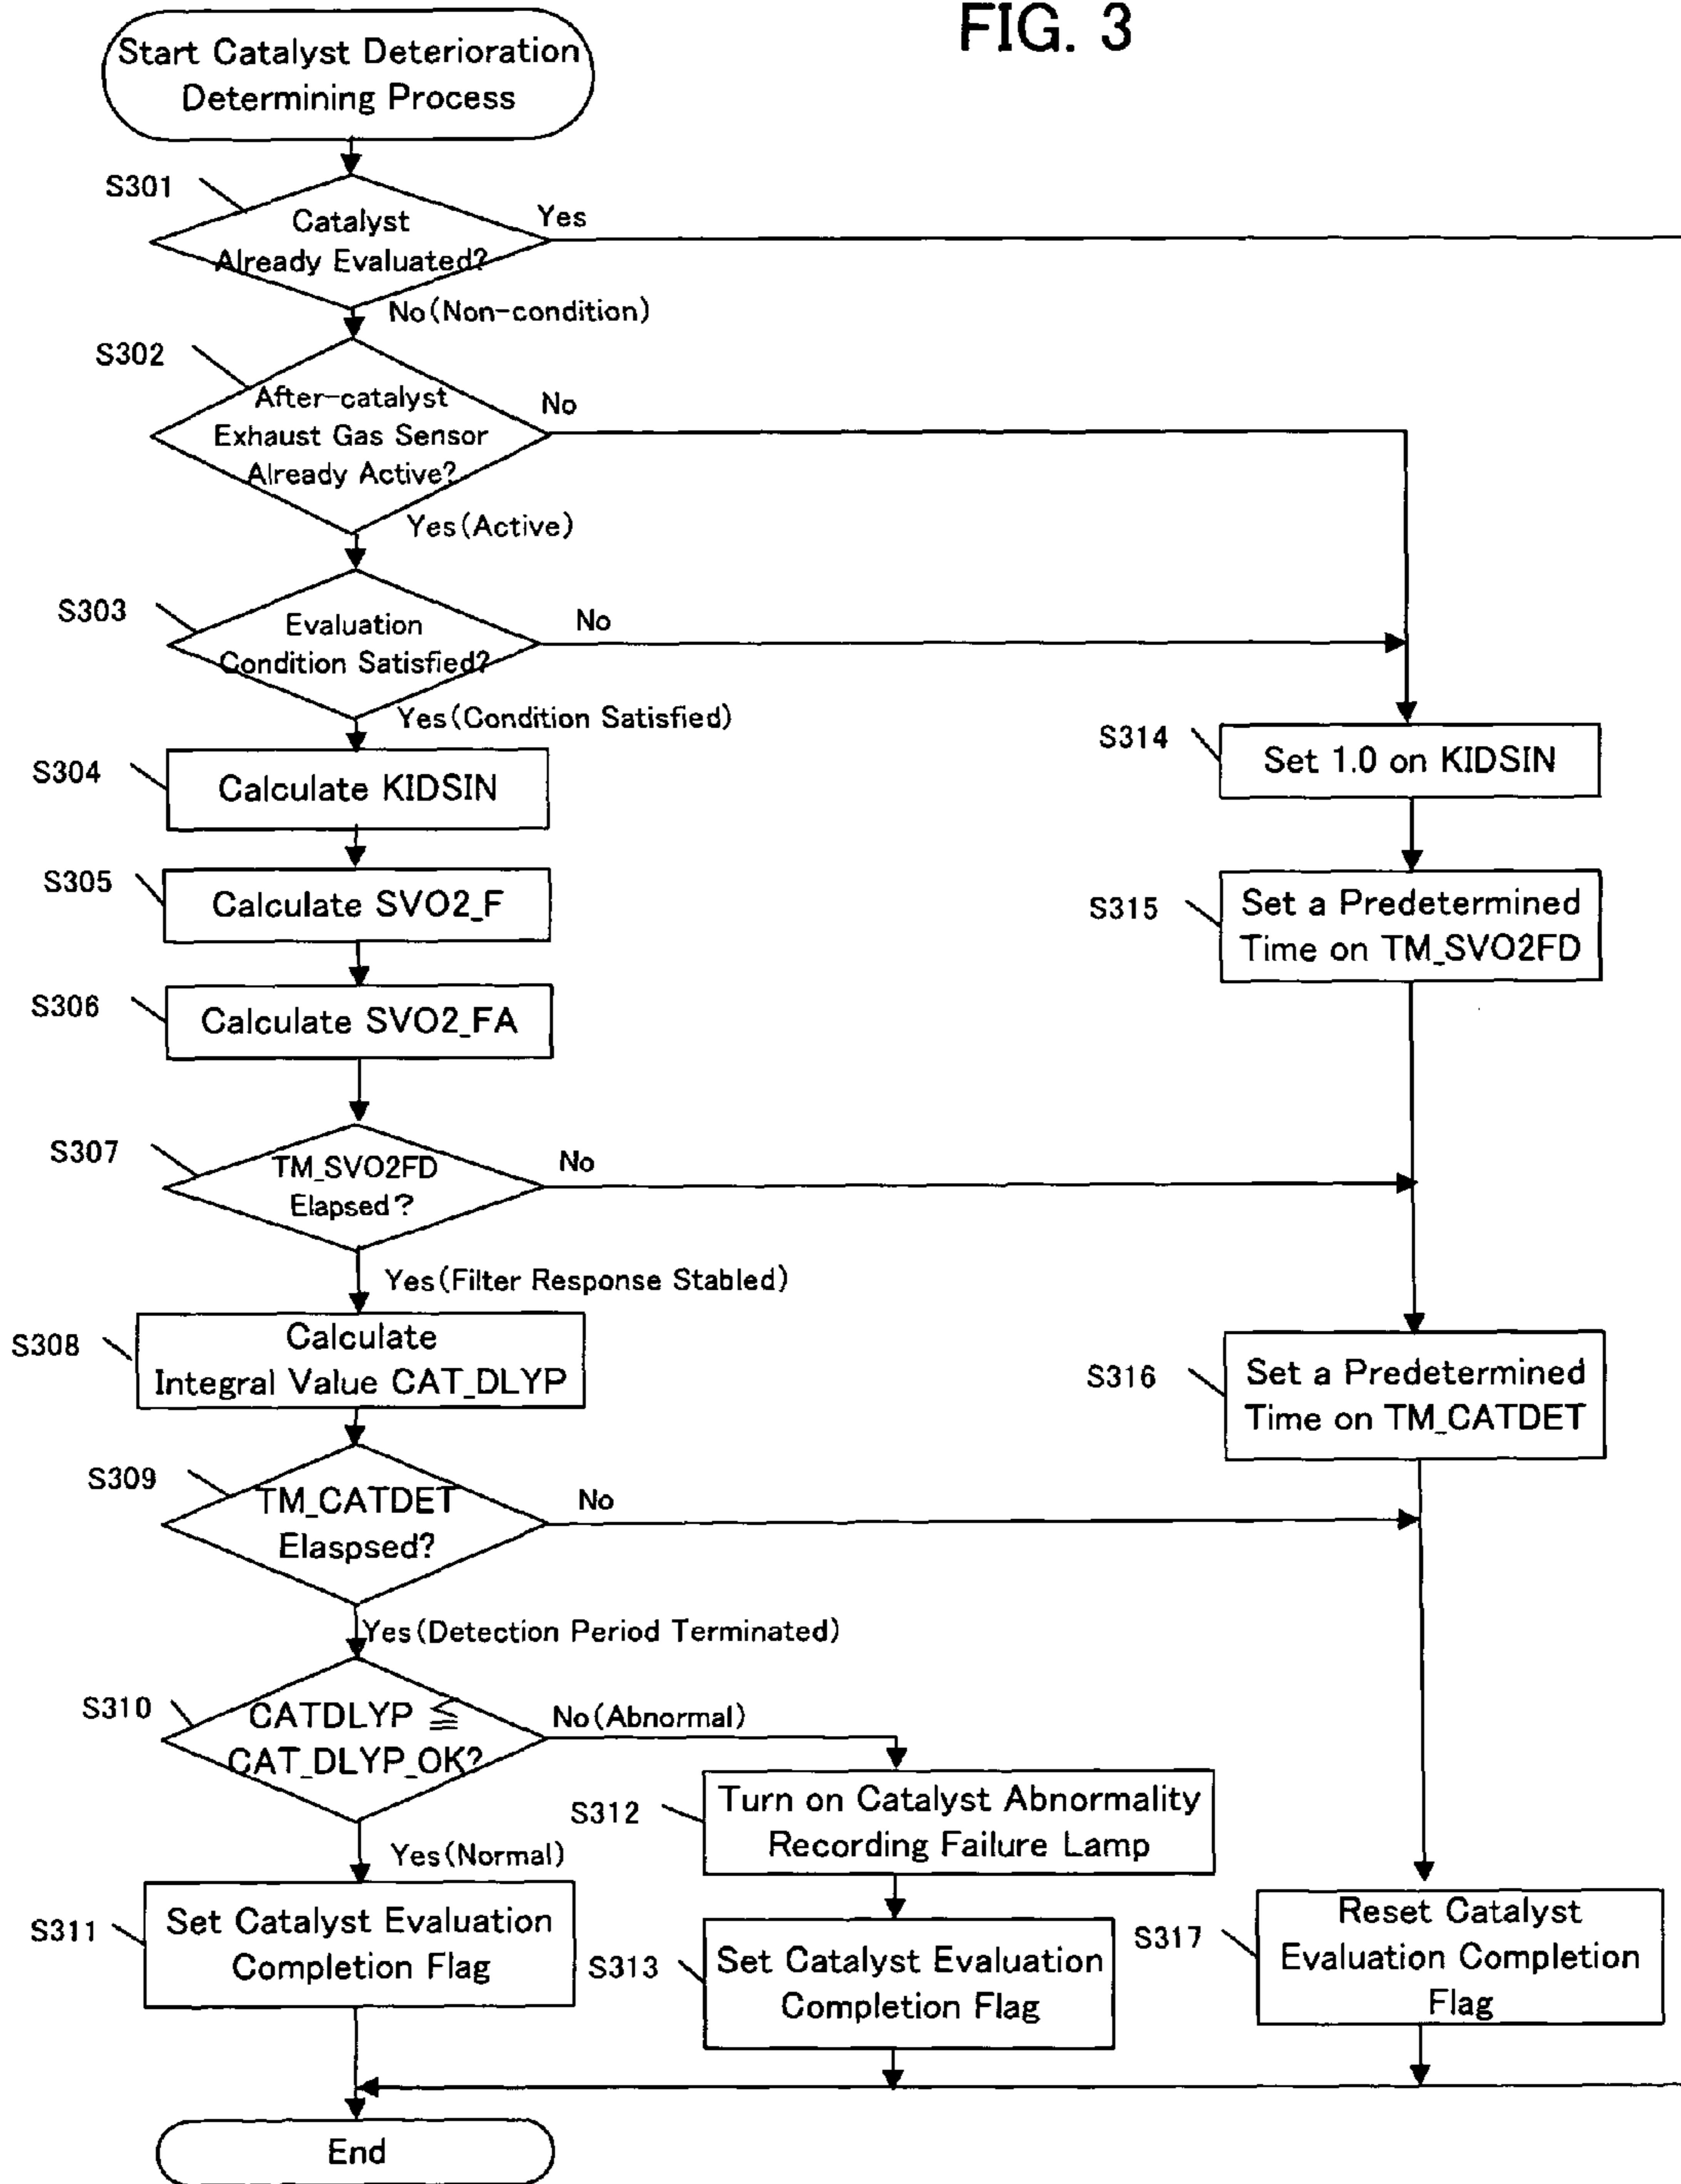 FIG. 3
Start Catalyst Deterioration
Determining Process
S301
Catalyst
Already Evaluated?
Yes
No(Non-condition)
S302
After-catalyst
Exhaust Gas Sensor
Already Active?
No
Yes(Active)
S303
Evaluation
Condition Satisfied?
No
Yes(Condition Satisfied)
S304
Calculate KIDSIN
S314
Set 1.0 on KIDSIN
S305
Calculate SVO2_F
S315
Set a Predetermined
Time on TM_SVO2FD
S306
Calculate SVO2_FA
S307
TM_SVO2FD
Elapsed?
No
Yes(Filter Response Stabled)
S308
Calculate
Integral Value CAT_DLYP
S316
Set a Predetermined
Time on TM_CATDET
S309
TM_CATDET
Elaspsed?
No
Yes(Detection Period Terminated)
S310
CATDLYP ≦
CAT_DLYP_OK?
No(Abnormal)
S312
Turn on Catalyst Abnormality
Recording Failure Lamp
Yes(Normal)
S311
Set Catalyst Evaluation
Completion Flag
S313
Set Catalyst Evaluation
Completion Flag
S317
Reset Catalyst
Evaluation Completion
Flag
End